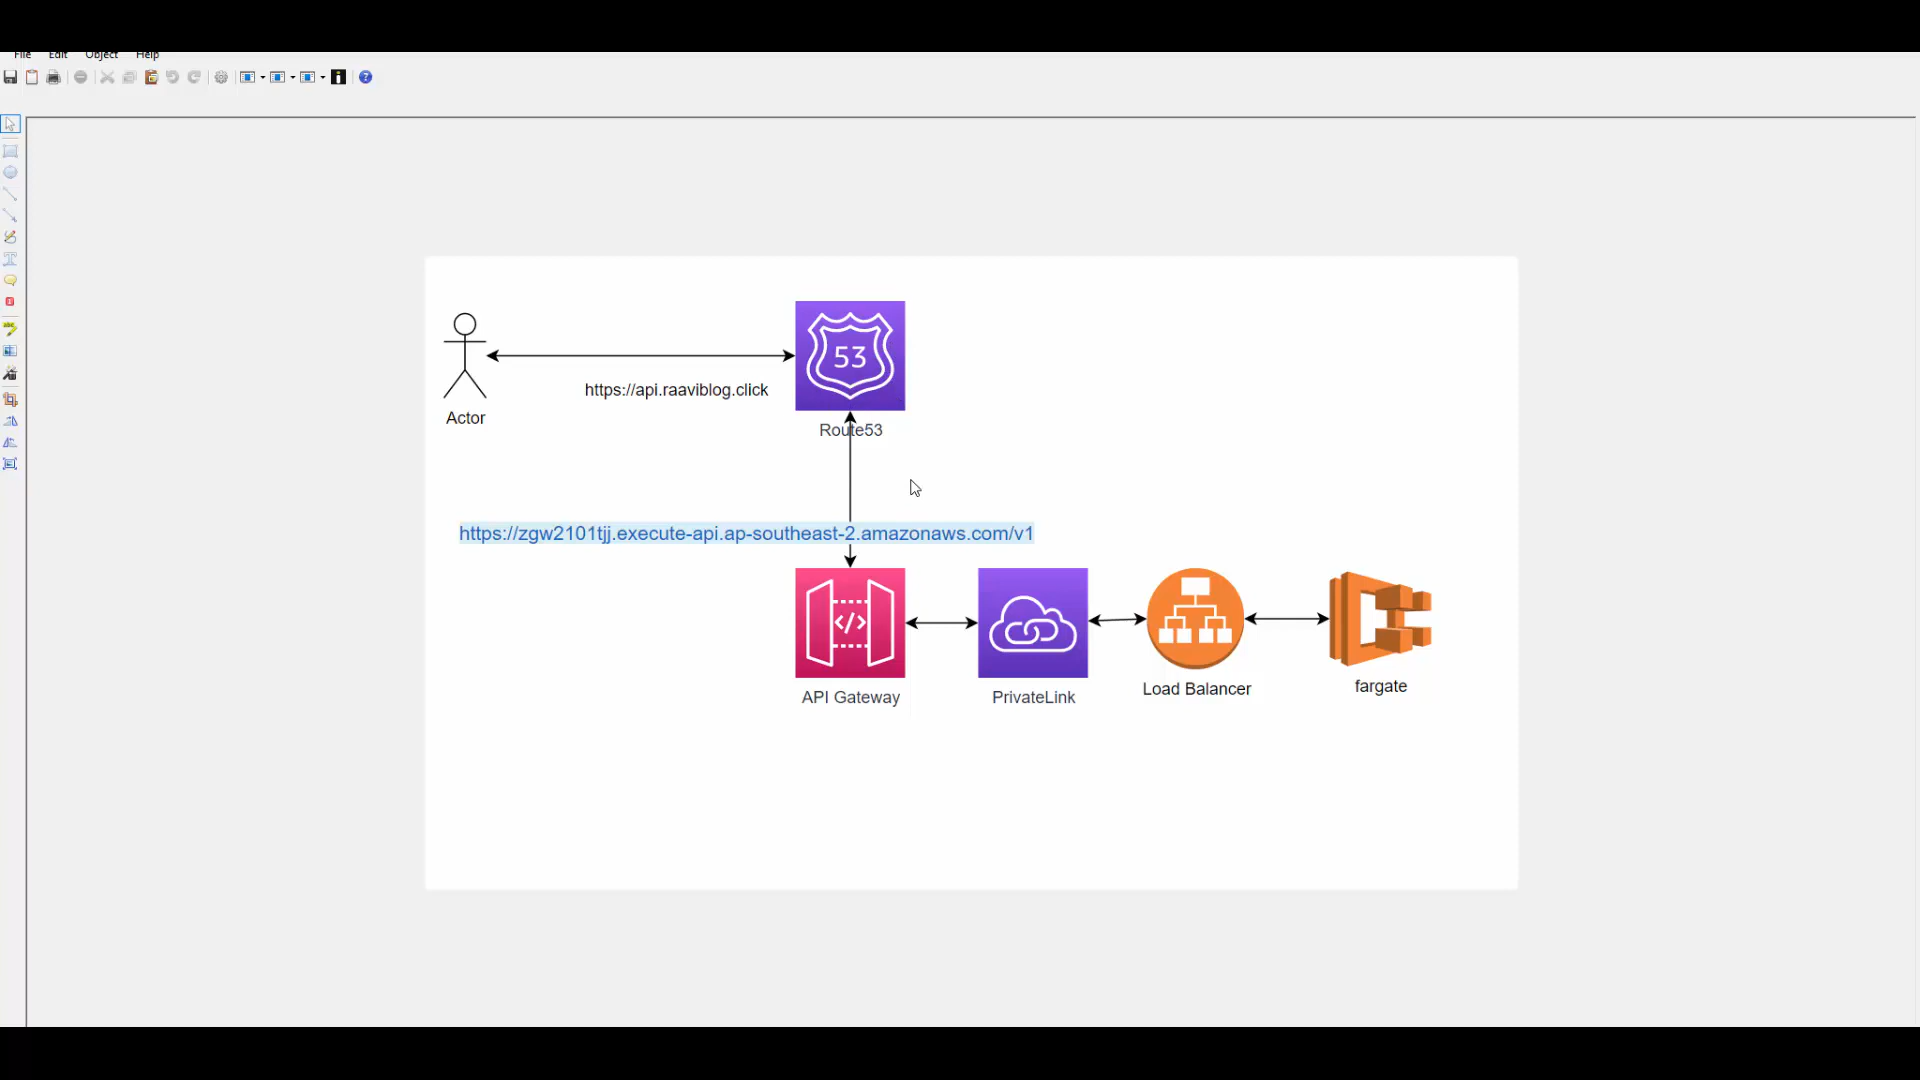 File Edit Object Help
53
https://api.raaviblog.click
Actor
Route53
https://zgw2101tjj.execute-api.ap-southeast-2.amazonaws.com/v1
</>
API Gateway
PrivateLink
Load Balancer
fargate